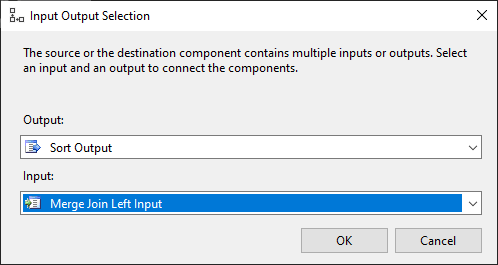 Input Output Selection
The source or the destination component contains multiple inputs or outputs. Select
an input and an output to connect the components.
Output:
Sort Output
Input:
Merge Join Left Input
OK
Cancel